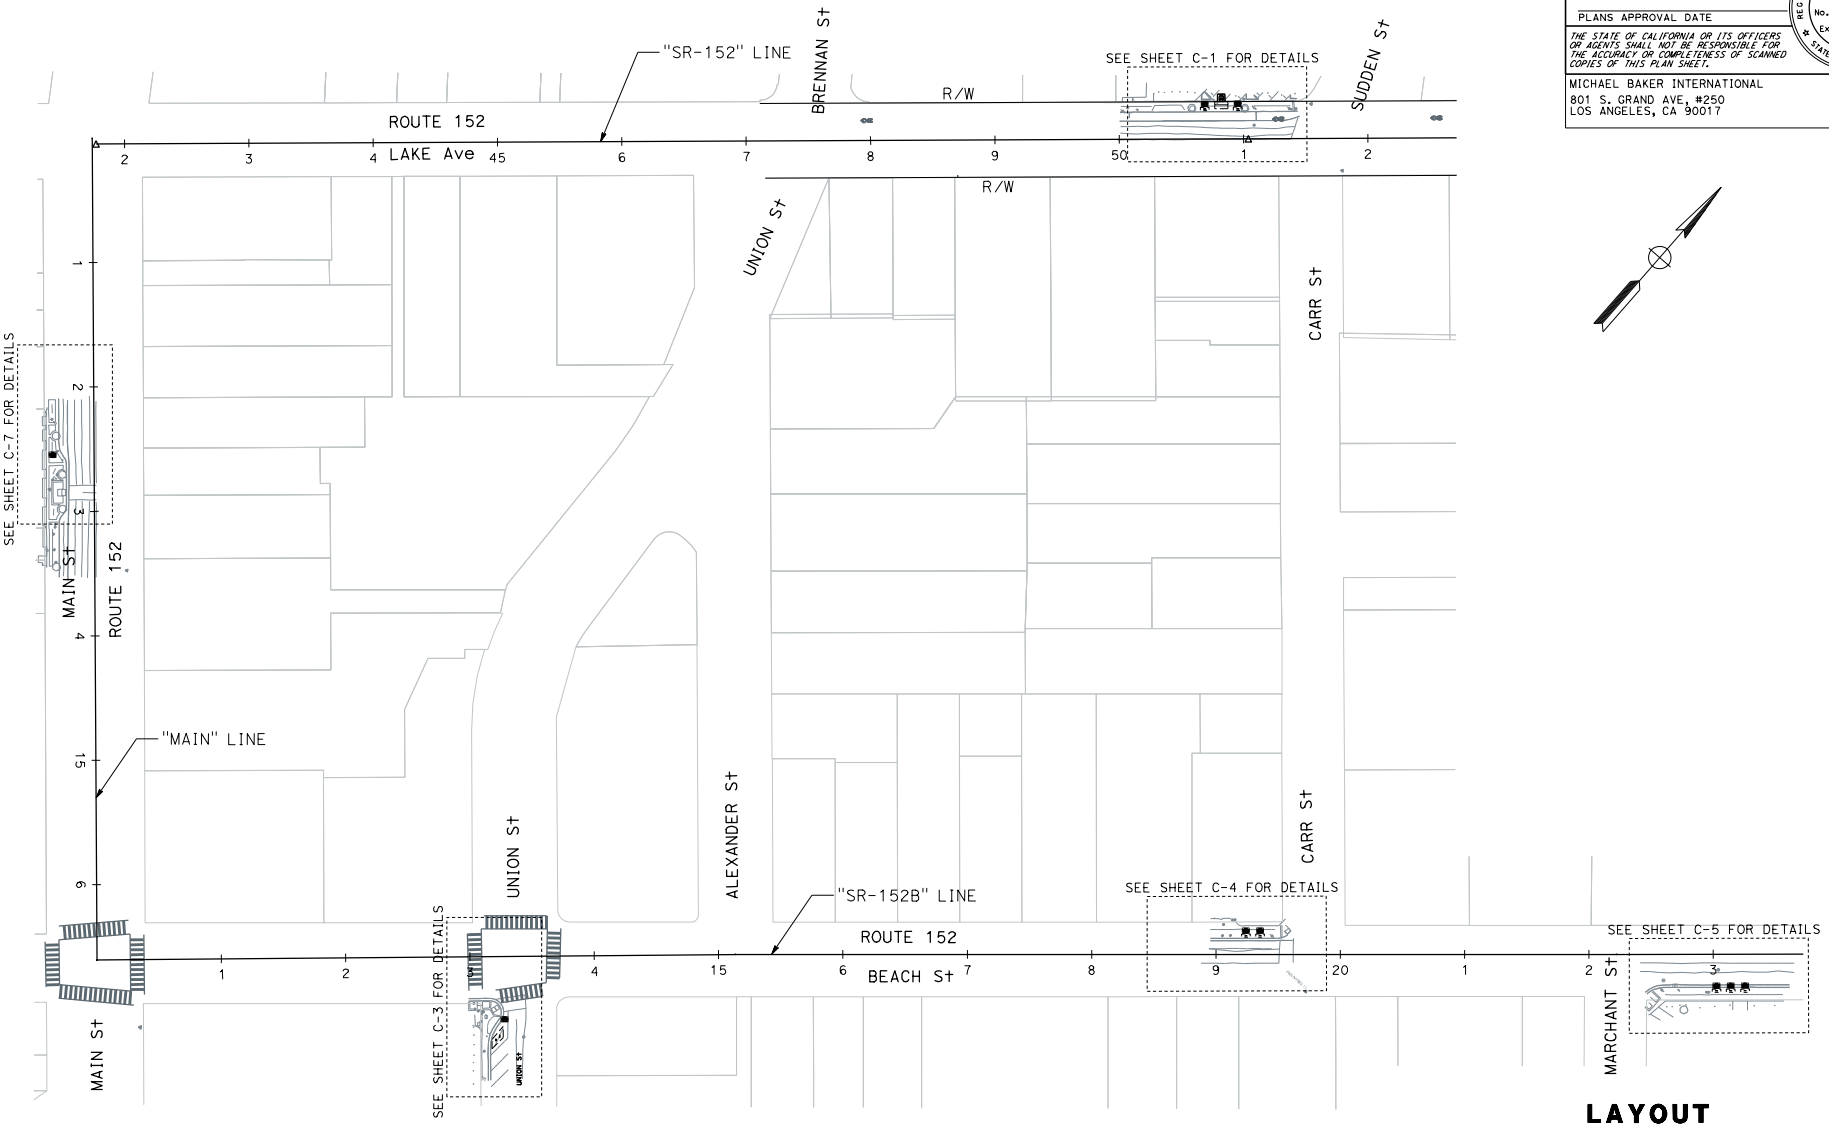 PLANS APPROVAL DATE
THE STATE OF CALIFORNIA OR ITS OFFICERS
OR AGENTS SHALL NOT BE RESPONSIBLE FOR
THE ACCURACY OR COMPLETENESS OF SCANNED
COPIES OF THIS PLAN SHEET.
MICHAEL BAKER INTERNATIONAL
801 S. GRAND AVE, #250
LOS ANGELES, CA 90017
No.
"SR-152" LINE
BRENNAN St
SEE SHEET C-1 FOR DETAILS
SUDDEN St
R/W
ROUTE 152
LAKE Ave
2 3 4 45 6 7 8 9 50 1 2
R/W
UNION St
CARR St
SEE SHEET C-7 FOR DETAILS
1
2
3
4
15
6
MAIN St
ROUTE 152
"MAIN" LINE
UNION St
ALEXANDER St
CARR St
"SR-152B" LINE
SEE SHEET C-4 FOR DETAILS
SEE SHEET C-3 FOR DETAILS
SEE SHEET C-5 FOR DETAILS
ROUTE 152
BEACH St
1 2 3 4 15 6 7 8 9 20 1 2 3
MAIN St
UNION St
MARCHANT St
LAYOUT